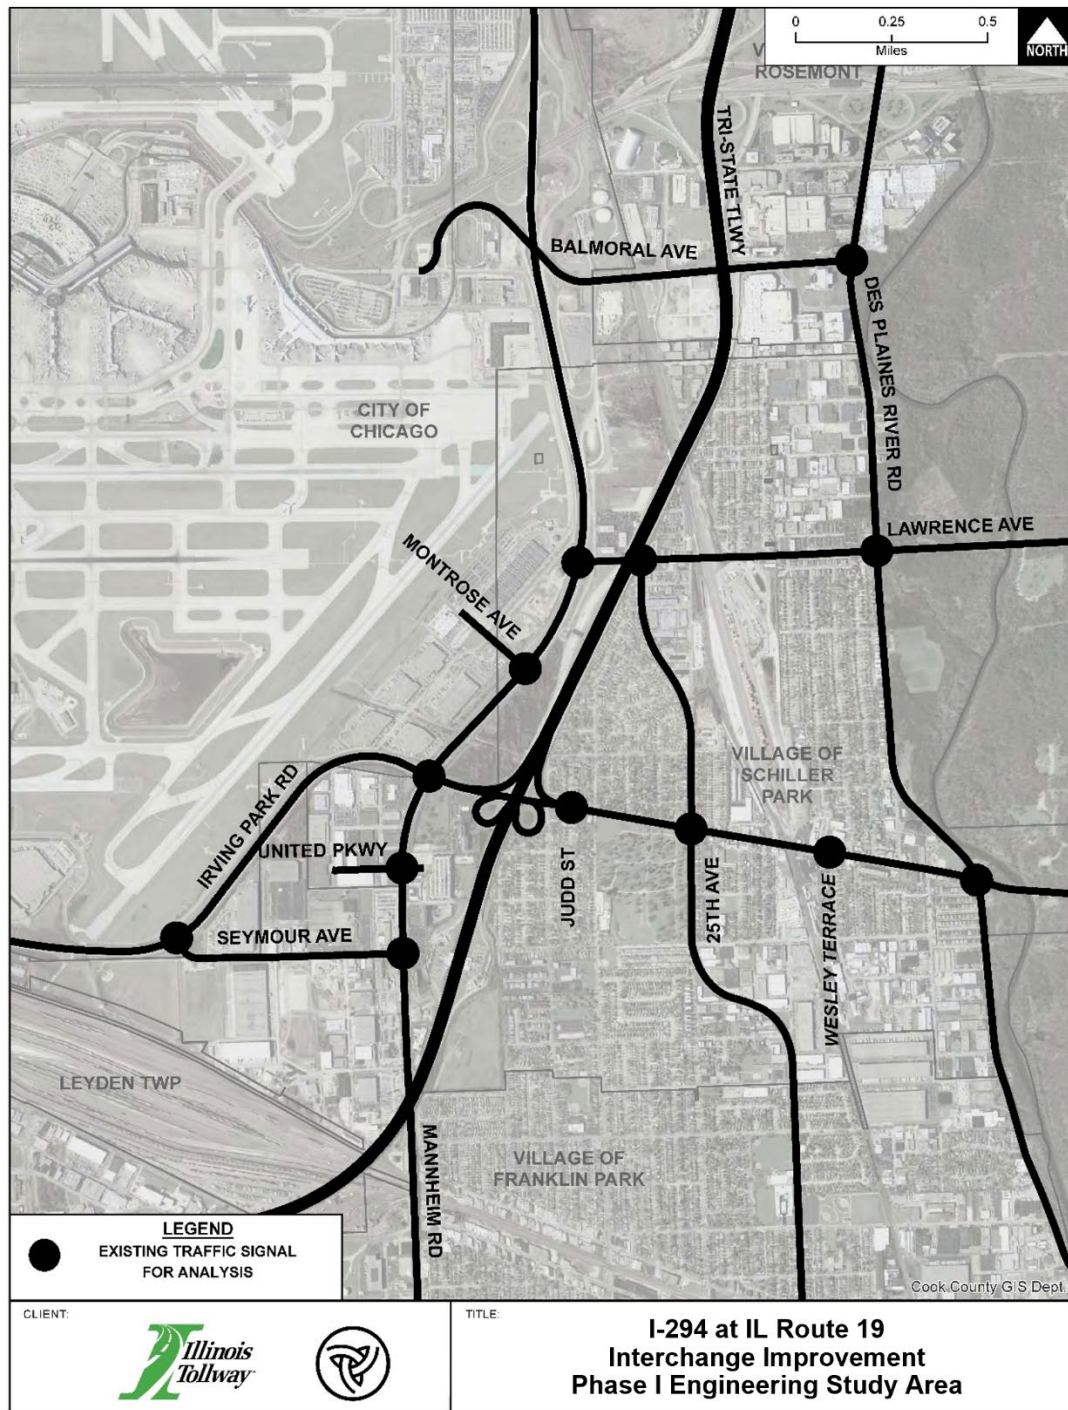 0 0.25 0.5
Miles
NORTH
V
ROSEMONT
TRI-STATE TLWY
BALMORAL AVE
DES PLAINES RIVER RD
CITY OF
CHICAGO
LAWRENCE AVE
MONTROSE AVE
VILLAGE OF
SCHILLER
PARK
IRVING PARK RD
UNITED PKWY
JUDD ST
25TH AVE
WESLEY TERRACE
SEYMOUR AVE
LEYDEN TWP
MANNHEIM RD
VILLAGE OF
FRANKLIN PARK
LEGEND
EXISTING TRAFFIC SIGNAL
FOR ANALYSIS
Cook County GIS Dept.
CLIENT:
Illinois
Tollway
TITLE:
I-294 at IL Route 19
Interchange Improvement
Phase I Engineering Study Area